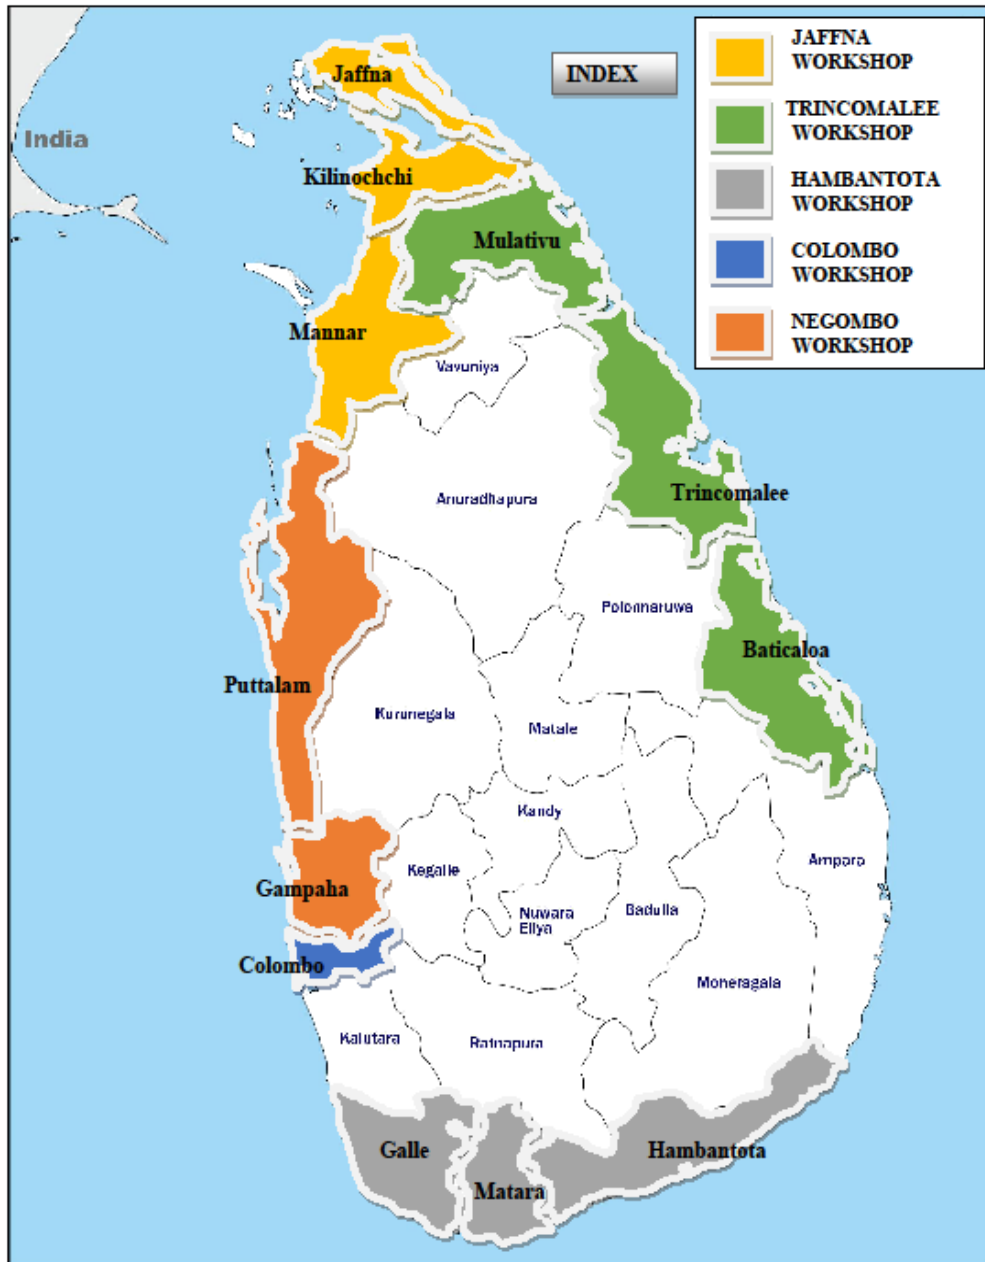 INDEX
JAFFNA
WORKSHOP
TRINCOMALEE
WORKSHOP
HAMBANTOTA
WORKSHOP
COLOMBO
WORKSHOP
NEGOMBO
WORKSHOP
India
Jaffna
Kilinochchi
Mulativu
Mannar
Vavuniya
Anuradhapura
Trincomalee
Polonnaruwa
Baticaloa
Puttalam
Kurunegala
Matale
Kandy
Kegalle
Ampara
Gampaha
Nuwara
Eliya
Badulla
Colombo
Moneragala
Kalutara
Ratnapura
Galle
Hambantota
Matara